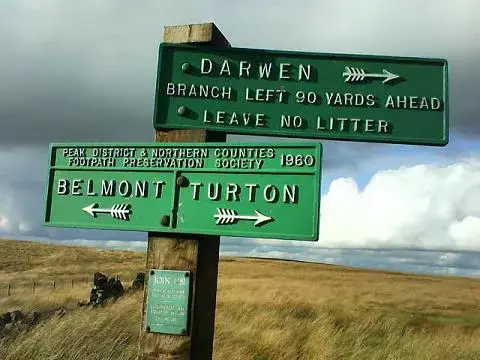 DARWEN
BRANCH LEFT 90 YARDS AHEAD
LEAVE NO LITTER
PEAK DISTRICT & NORTHERN COUNTIES
FOOTPATH PRESERVATION SOCIETY 1960
BELMONT TURTON
JOIN US!